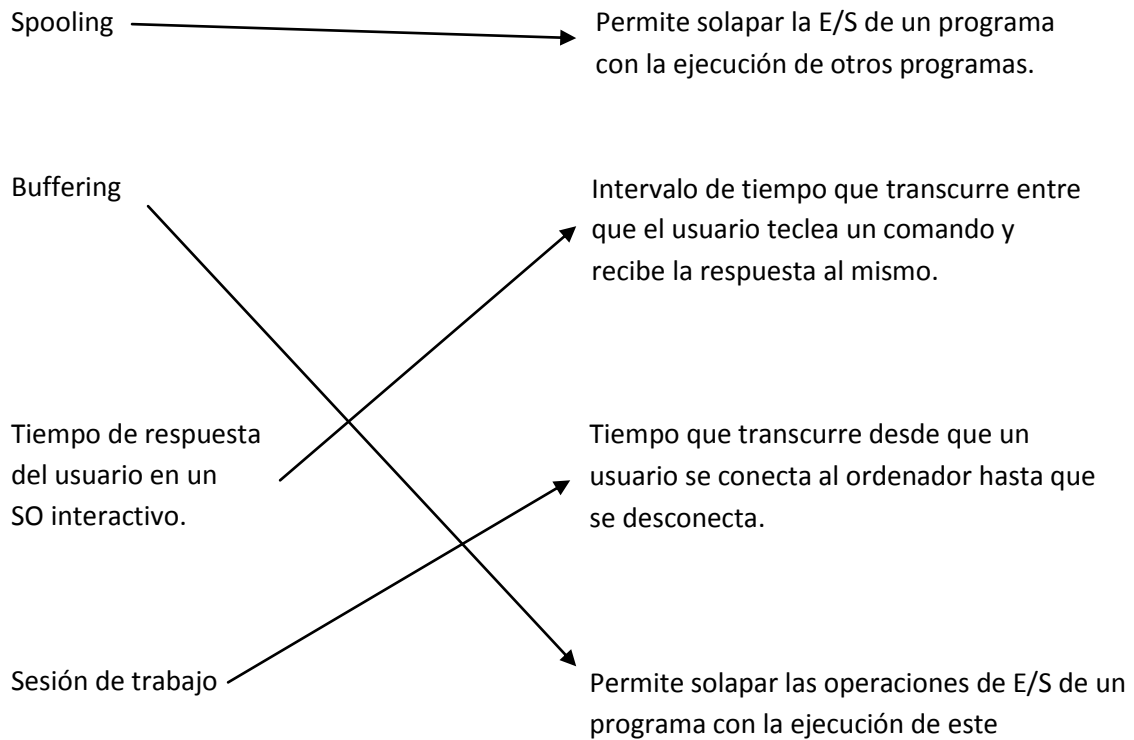 Spooling
Permite solapar la E/S de un programa
con la ejecución de otros programas.
Buffering
Intervalo de tiempo que transcurre entre
que el usuario teclea un comando y
recibe la respuesta al mismo.
Tiempo de respuesta
del usuario en un
SO interactivo.
Tiempo que transcurre desde que un
usuario se conecta al ordenador hasta que
se desconecta.
Sesión de trabajo
Permite solapar las operaciones de E/S de un
programa con la ejecución de este